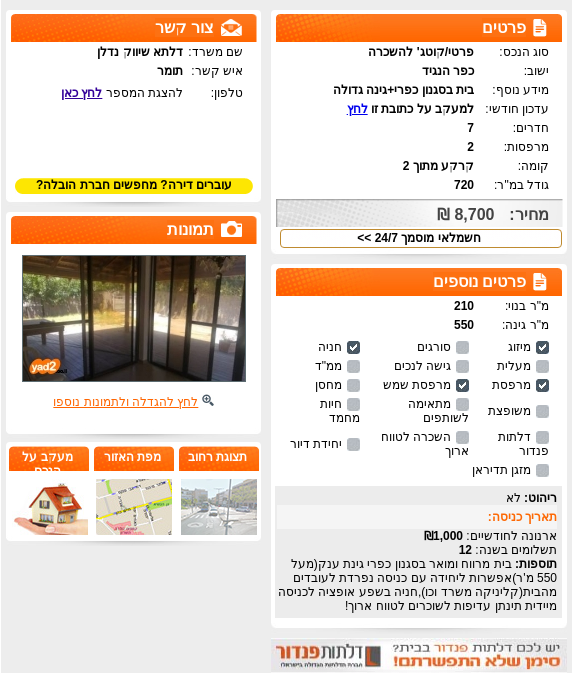 פרטים
סוג הנכס: פרטי/קוטג' להשכרה
ישוב: כפר הנגיד
מידע נוסף: בית בסגנון כפרי+גינה גדולה
עדכון חודשי: למעקב על כתובת זו לחץ
חדרים: 7
מרפסות: 2
קומה: קרקע מתוך 2
גודל במ"ר: 720
מחיר: 8,700 ₪
חשמלאי מוסמך 24/7 >>
פרטים נוספים
מ"ר בנוי: 210
מ"ר גינה: 550
מיזוג סורגים חניה
מעלית גישה לנכים ממ"ד
מרפסת מרפסת שמש מחסן
משופצת מתאימה לשותפים חיות מחמד
דלתות פנדור השכרה לטווח ארוך יחידת דיור
מזגן תדיראן
ריהוט: לא
תאריך כניסה:
ארנונה לחודשיים: 1,000₪
תשלומים בשנה: 12
תוספות: בית מרווח ומואר בסגנון כפרי גינת ענק(מעל
550 מ'ר)אפשרות ליחידה עם כניסה נפרדת לעובדים
מהבית(קליניקה משרד וכו),חניה בשפע אופציה לכניסה
מיידית תינתן עדיפות לשוכרים לטווח ארוך!
יש לכם דלתות פנדור בבית?
סימן שלא התפשרתם!
דלתות פנדור
חברת הדלתות הגדולה בישראל
צור קשר
שם משרד: דלתא שיווק נדלן
איש קשר: תומר
טלפון: להצגת המספר לחץ כאן
עוברים דירה? מחפשים חברת הובלה?
תמונות
yad2
לחץ להגדלה ולתמונות נוספו
תצוגת רחוב
מפת האזור
מעקב על
הנכס